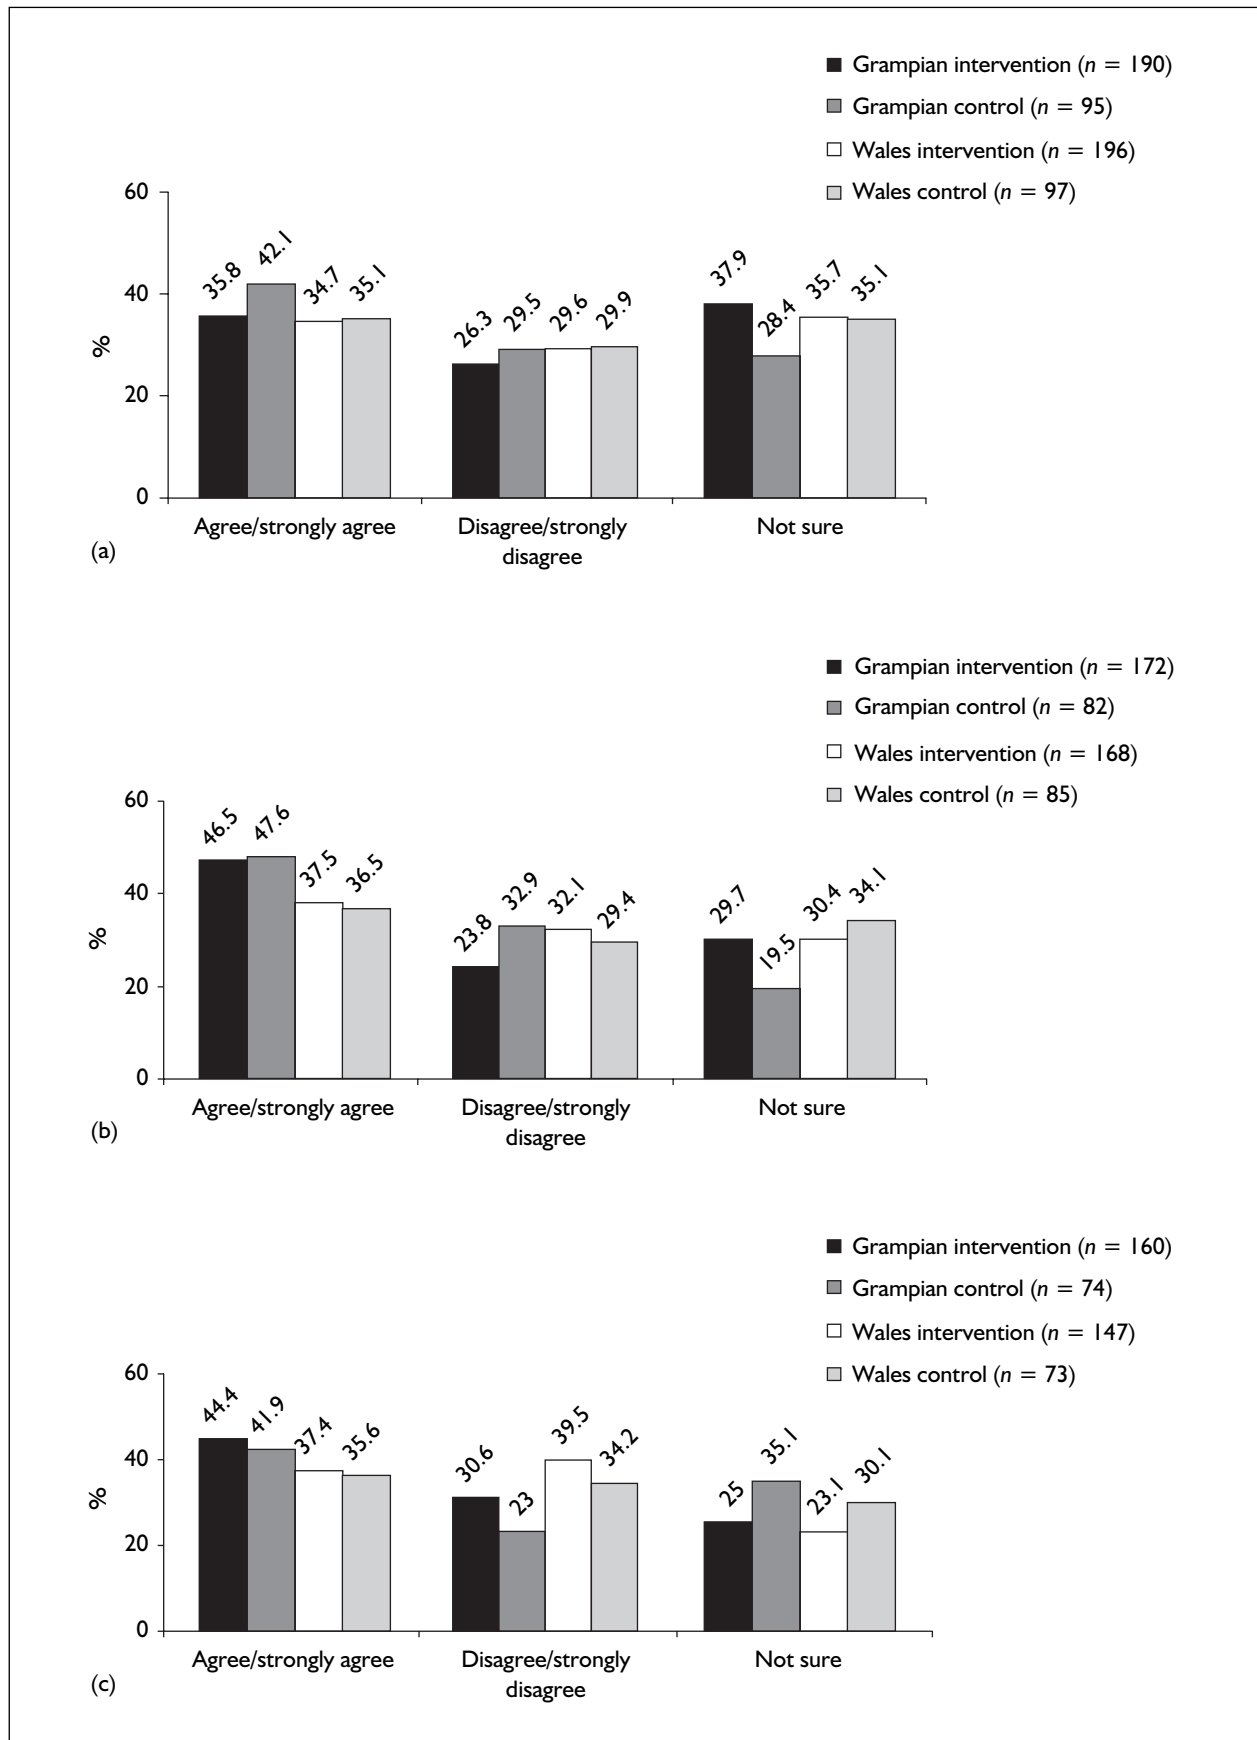 Grampian intervention (n = 190)
Grampian control (n = 95)
Wales intervention (n = 196)
Wales control (n = 97)
60
40
20
0
%
35.8 42.1 34.7 35.1
26.3 29.5 29.6 29.9
37.9 28.4 35.7 35.1
Agree/strongly agree
Disagree/strongly
disagree
Not sure
(a)
Grampian intervention (n = 172)
Grampian control (n = 82)
Wales intervention (n = 168)
Wales control (n = 85)
60
40
20
0
%
46.5 47.6 37.5 36.5
23.8 32.9 32.1 29.4
29.7 19.5 30.4 34.1
Agree/strongly agree
Disagree/strongly
disagree
Not sure
(b)
Grampian intervention (n = 160)
Grampian control (n = 74)
Wales intervention (n = 147)
Wales control (n = 73)
60
40
20
0
%
44.4 41.9 37.4 35.6
30.6 23 39.5 34.2
25 35.1 23.1 30.1
Agree/strongly agree
Disagree/strongly
disagree
Not sure
(c)